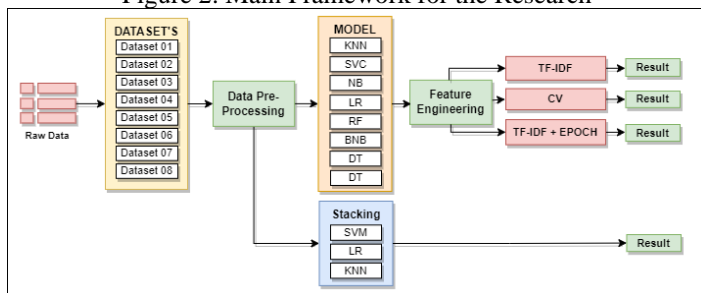 Figure 2. Main Framework for the Research
DATASET'S
Dataset 01
Dataset 02
Dataset 03
Dataset 04
Dataset 05
Dataset 06
Dataset 07
Dataset 08
Raw Data
Data Pre-
Processing
MODEL
KNN
SVC
NB
LR
RF
BNB
DT
DT
Feature
Engineering
TF-IDF
Result
CV
Result
TF-IDF + EPOCH
Result
Stacking
SVM
LR
KNN
Result